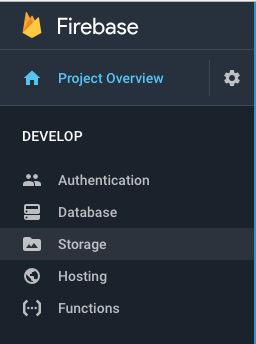 Firebase
Project Overview
DEVELOP
Authentication
Database
Storage
Hosting
Functions